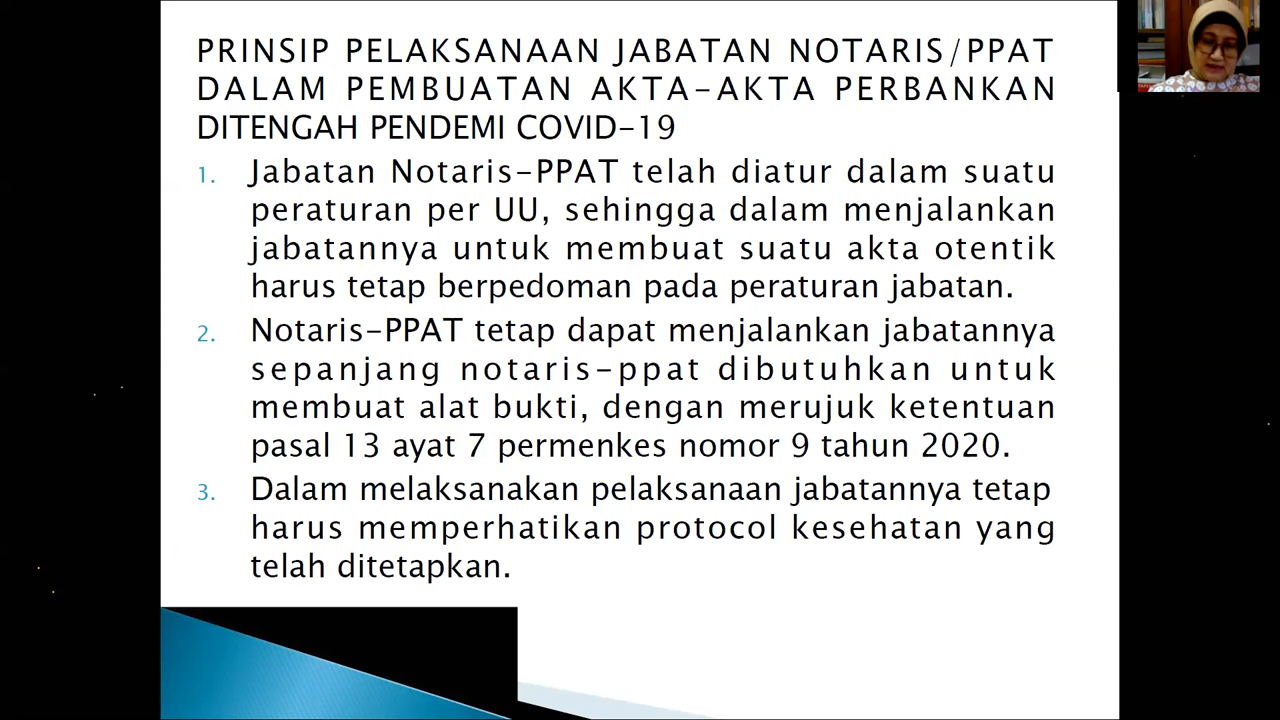 PRINSIP PELAKSANAAN JABATAN NOTARIS/PPAT
DALAM PEMBUATAN AKTA-AKTA PERBANKAN
DITENGAH PENDEMI COVID-19
1. Jabatan Notaris-PPAT telah diatur dalam suatu
peraturan per UU, sehingga dalam menjalankan
jabatannya untuk membuat suatu akta otentik
harus tetap berpedoman pada peraturan jabatan.
2. Notaris-PPAT tetap dapat menjalankan jabatannya
sepanjang notaris-ppat dibutuhkan untuk
membuat alat bukti, dengan merujuk ketentuan
pasal 13 ayat 7 permenkes nomor 9 tahun 2020.
3. Dalam melaksanakan pelaksanaan jabatannya tetap
harus memperhatikan protocol kesehatan yang
telah ditetapkan.